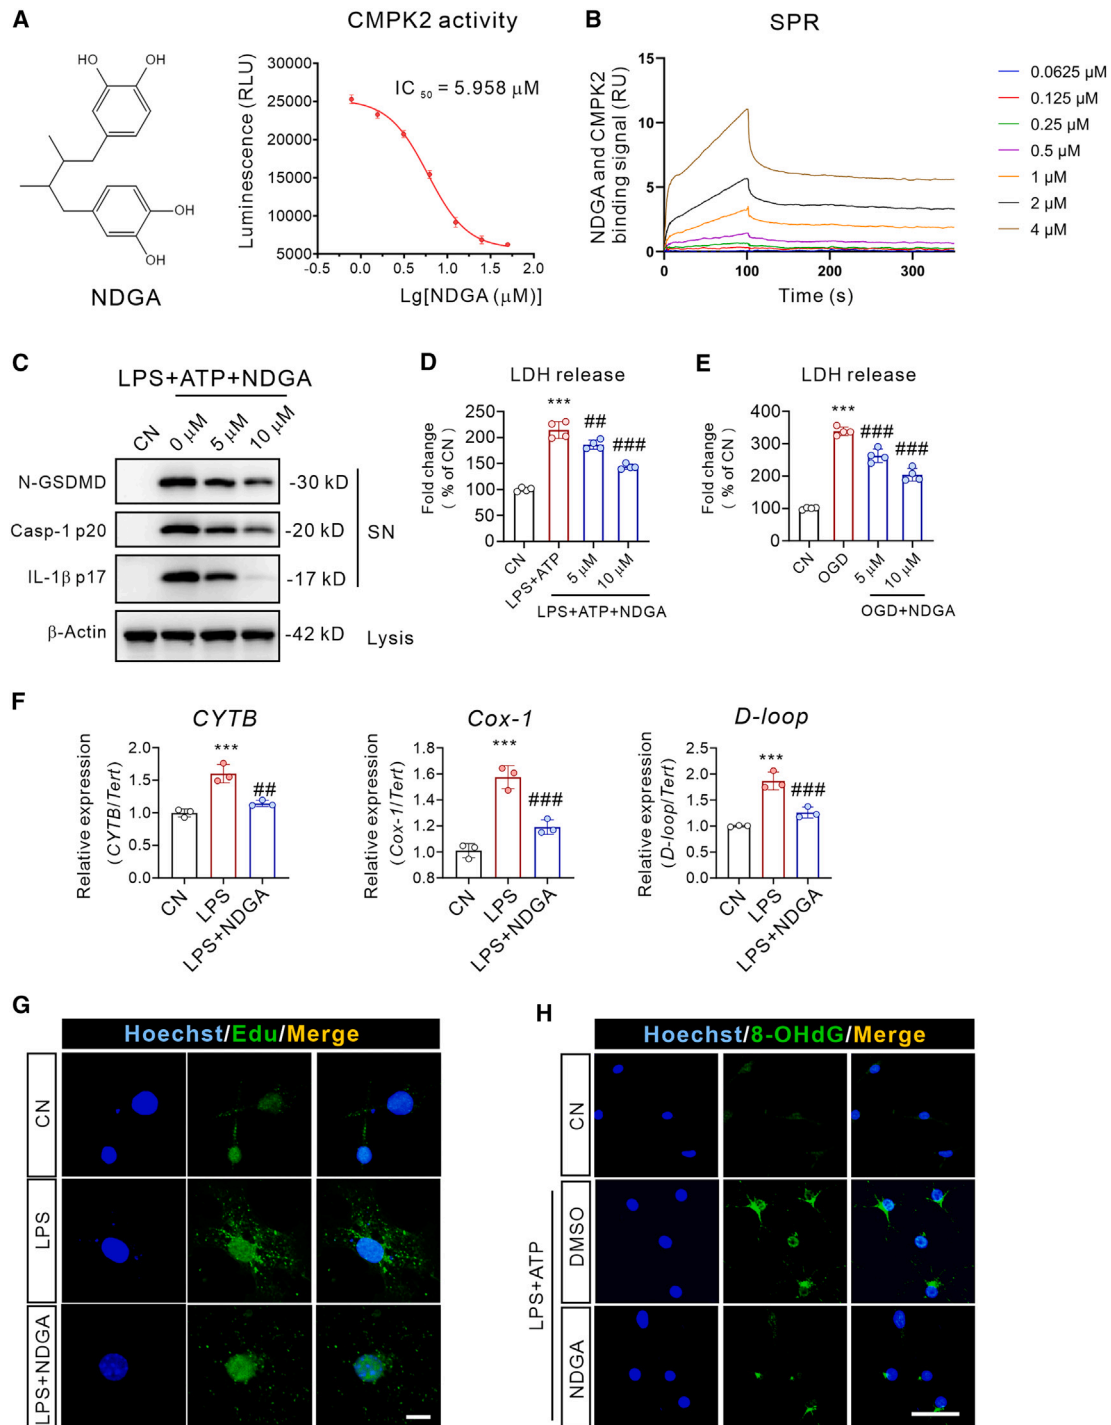 A
CMPK2 activity
OH
OH
OH
OH
NDGA
Luminescence (RLU)
30000
25000
20000
15000
10000
5000
IC 50 = 5.958 μM
-0.5 0.0 0.5 1.0 1.5 2.0
Lg[NDGA (μM)]
B
SPR
NDGA and CMPK2
binding signal (RU)
15
10
5
0
0 100 200 300
Time (s)
0.0625 μM
0.125 μM
0.25 μM
0.5 μM
1 μM
2 μM
4 μM
C
LPS+ATP+NDGA
CN 0 μM 5 μM 10 μM
N-GSDMD -30 kD
Casp-1 p20 -20 kD
IL-1β p17 -17 kD
SN
β-Actin -42 kD Lysis
D
LDH release
Fold change
( % of CN )
250
200
150
100
50
0
*** ## ###
CN LPS+ATP 5 μM 10 μM
LPS+ATP+NDGA
E
LDH release
Fold change
( % of CN )
400
300
200
100
0
*** ### ###
CN OGD 5 μM 10 μM
OGD+NDGA
F
CYTB
Relative expression
( CYTB/Tert )
2.0
1.5
1.0
0.5
0.0
*** ##
CN LPS LPS+NDGA
Cox-1
Relative expression
( Cox-1/Tert )
1.8
1.6
1.4
1.2
1.0
0.8
*** ###
CN LPS LPS+NDGA
D-loop
Relative expression
( D-loop/Tert )
2.5
2.0
1.5
1.0
0.5
0.0
*** ###
CN LPS LPS+NDGA
G
Hoechst/Edu/Merge
CN
LPS
LPS+NDGA
H
Hoechst/8-OHdG/Merge
CN
LPS+ATP
DMSO
NDGA